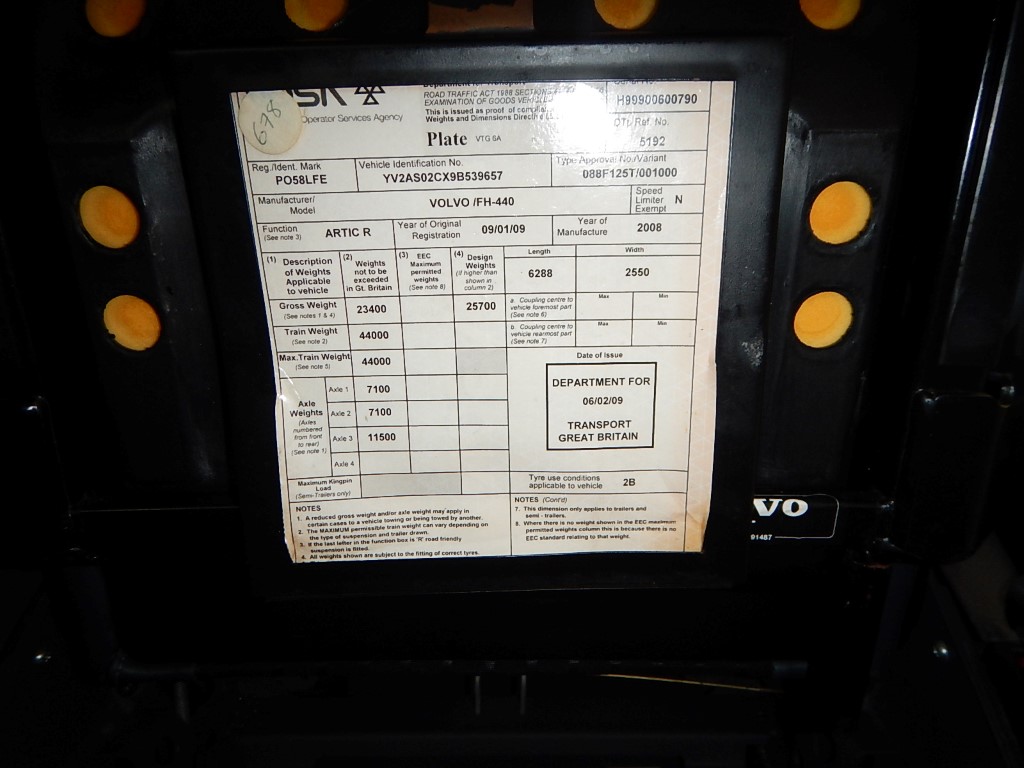 678
Operator Services Agency
Department for Transport
ROAD TRAFFIC ACT 1988 SECTIONS
EXAMINATION OF GOODS VEHICLES
This is issued as proof of
Weights and Dimensions
Plate VTG 6A
H99900600790
Ref. No.
5192
Reg./Ident. Mark
PO58LFE
Vehicle Identification No.
YV2AS02CX9B539657
Type Approval No./Variant
088F125T/001000
Manufacturer/
Model
VOLVO /FH-440
Speed
Limiter
Exempt
N
Function
(See note 3)
ARTIC R
Year of Original
Registration
09/01/09
Year of
Manufacture
2008
(1) Description
of Weights
Applicable
to vehicle
(2) Weights
not to be
exceeded
in Gt. Britain
(3) EEC
Maximum
permitted
weights
(See note 8)
(4) Design
Weights
(if higher than
shown in
column 2)
Length
6288
Width
2550
Gross Weight
(See notes 1 & 4)
23400
25700
a Coupling centre to
vehicle foremost part
(See note 6)
Max
Min
Train Weight
(See note 2)
44000
b Coupling centre to
vehicle rearmost part
(See note 7)
Max
Min
Max.Train Weight
(See note 5)
44000
Axle
Weights
(Axles
numbered
from front
to rear)
(See note 1)
Axle 1
7100
Axle 2
7100
Axle 3
11500
Axle 4
Maximum Kingpin
Load
(Semi-Trailers only)
Date of Issue
DEPARTMENT FOR
06/02/09
TRANSPORT
GREAT BRITAIN
Tyre use conditions
applicable to vehicle
2B
NOTES
1. A reduced gross weight and/or axle weight may apply in
certain cases to a vehicle towing or being towed by another.
2. The MAXIMUM permissible train weight can vary depending on
the type of suspension and trailer drawn.
3. If the last letter in the function box is 'R' road friendly
suspension is fitted.
4. All weights shown are subject to the fitting of correct tyres.
NOTES (Cont'd)
7. This dimension only applies to trailers and
semi - trailers.
8. Where there is no weight shown in the EEC maximum
permitted weights column this is because there is no
EEC standard relating to that weight.
VO
91487